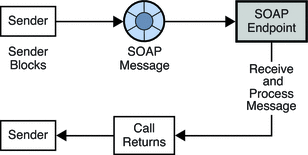 Sender
Sender
Blocks
SOAP
Message
SOAP
Endpoint
Receive
and
Process
Message
Call
Returns
Sender